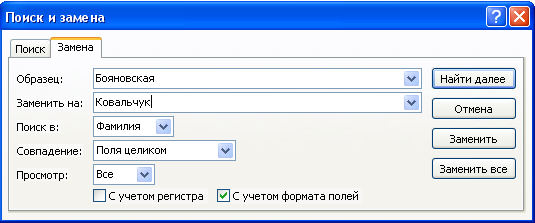 Поиск и замена
Поиск Замена
Образец: Бояновская Найти далее
Заменить на: Ковальчук Отмена
Поиск в: Фамилия Заменить
Совпадение: Поля целиком Заменить все
Просмотр: Все
С учетом регистра С учетом формата полей